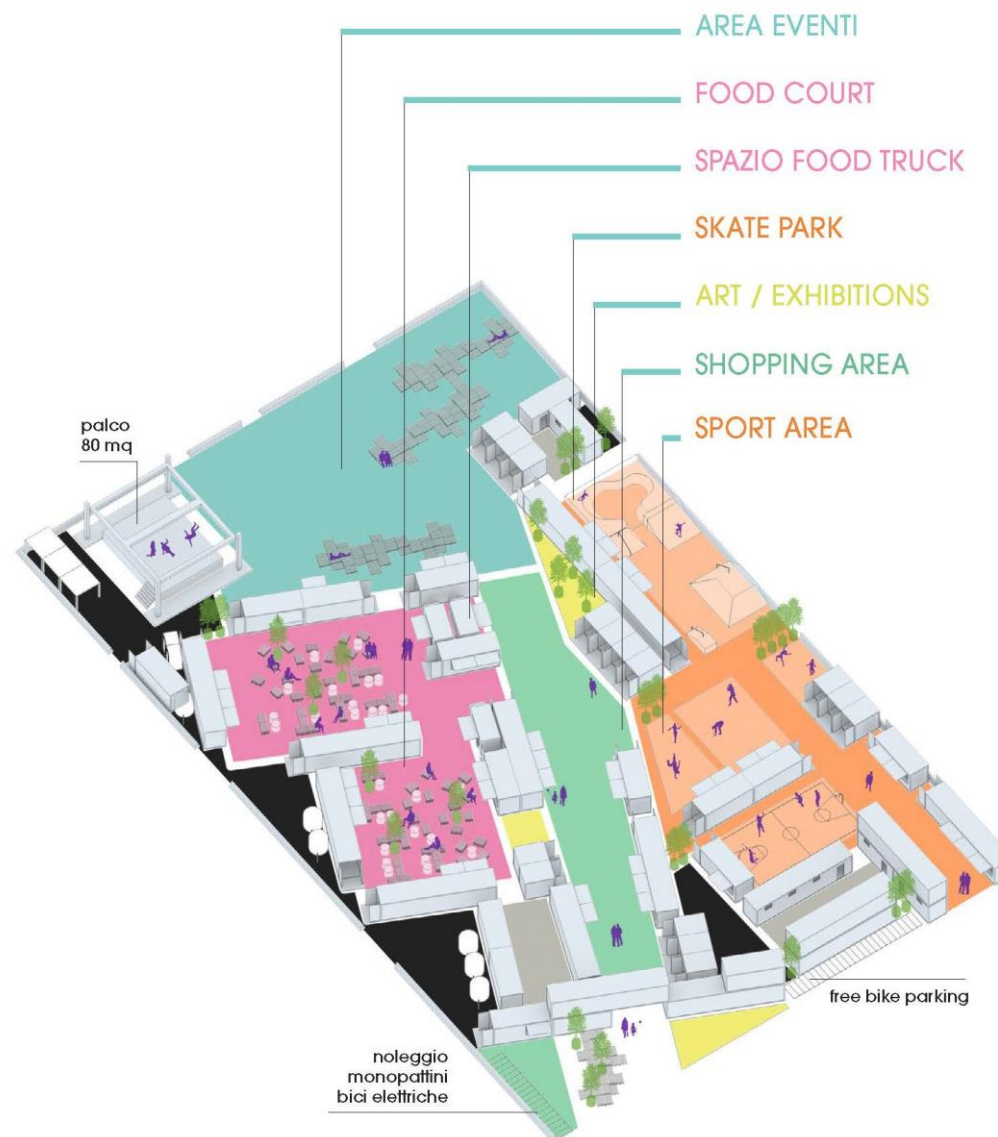 AREA EVENTI
FOOD COURT
SPAZIO FOOD TRUCK
SKATE PARK
ART / EXHIBITIONS
SHOPPING AREA
SPORT AREA
palco
80 mq
free bike parking
noleggio
monopattini
bici elettriche